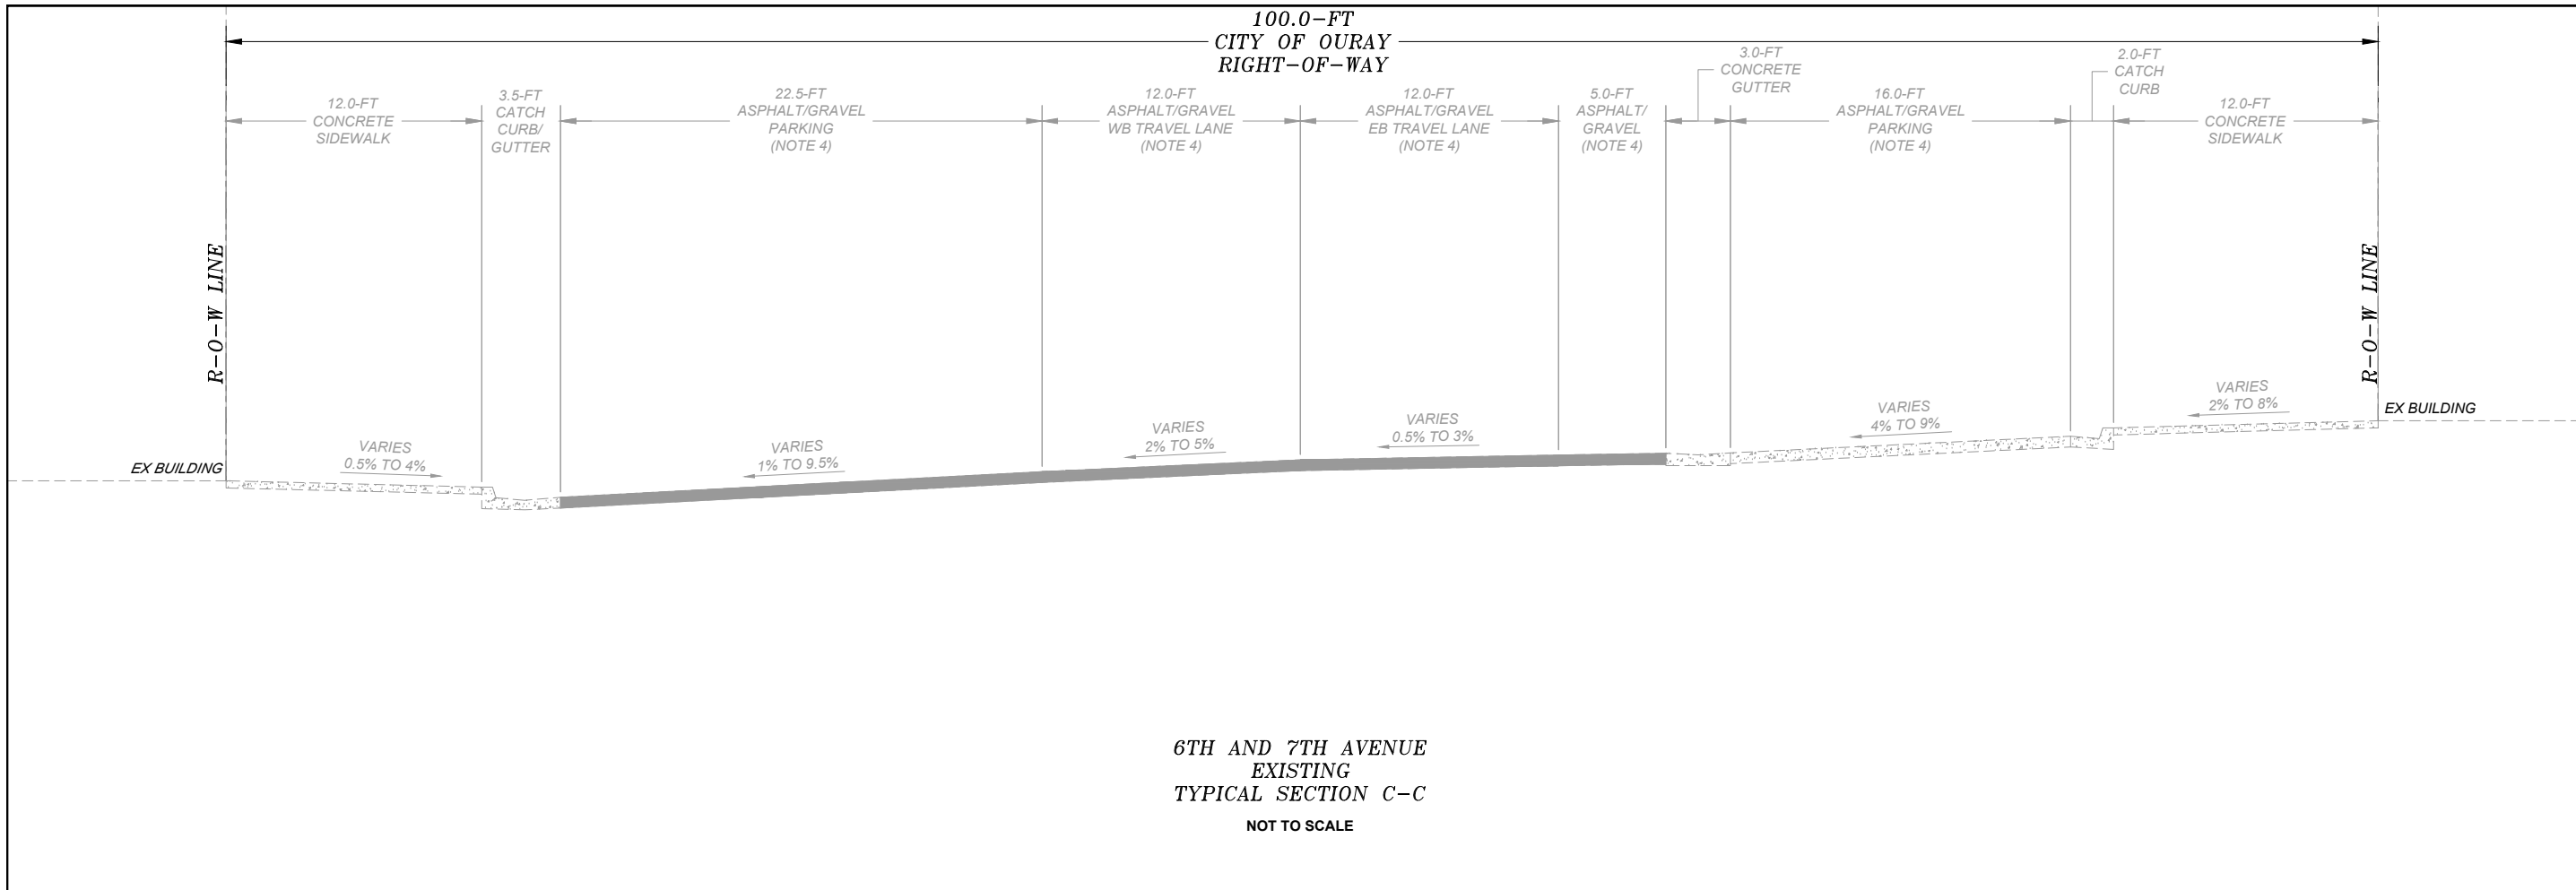 100.0-FT
CITY OF OURAY
RIGHT-OF-WAY
12.0-FT
CONCRETE
SIDEWALK
3.5-FT
CATCH
CURB/
GUTTER
22.5-FT
ASPHALT/GRAVEL
PARKING
(NOTE 4)
12.0-FT
ASPHALT/GRAVEL
WB TRAVEL LANE
(NOTE 4)
12.0-FT
ASPHALT/GRAVEL
EB TRAVEL LANE
(NOTE 4)
5.0-FT
ASPHALT/
GRAVEL
(NOTE 4)
3.0-FT
CONCRETE
GUTTER
16.0-FT
ASPHALT/GRAVEL
PARKING
(NOTE 4)
2.0-FT
CATCH
CURB
12.0-FT
CONCRETE
SIDEWALK
R-O-W LINE
R-O-W LINE
EX BUILDING
VARIES
0.5% TO 4%
VARIES
1% TO 9.5%
VARIES
2% TO 5%
VARIES
0.5% TO 3%
VARIES
4% TO 9%
VARIES
2% TO 8%
EX BUILDING
6TH AND 7TH AVENUE
EXISTING
TYPICAL SECTION C-C
NOT TO SCALE